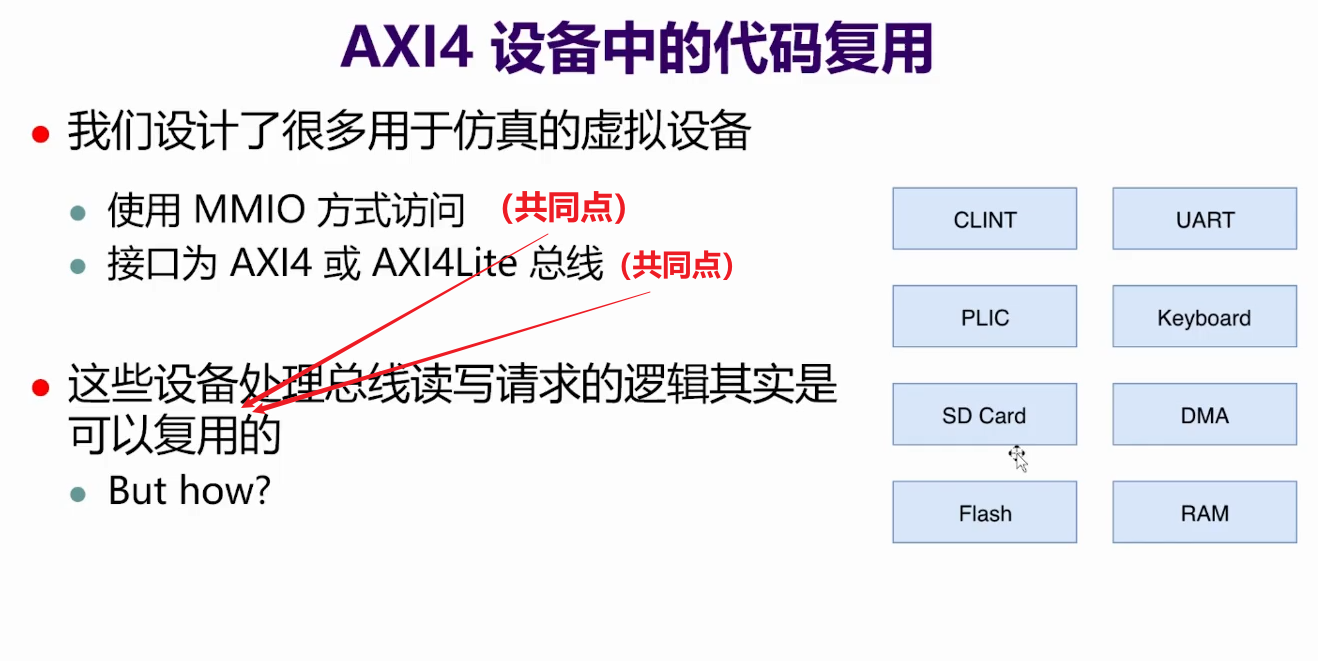 AXI4 设备中的代码复用
我们设计了很多用于仿真的虚拟设备
使用 MMIO 方式访问 (共同点)
接口为 AXI4 或 AXI4Lite 总线 (共同点)
这些设备处理总线读写请求的逻辑其实是
可以复用的
But how?
CLINT UART
PLIC Keyboard
SD Card DMA
Flash RAM